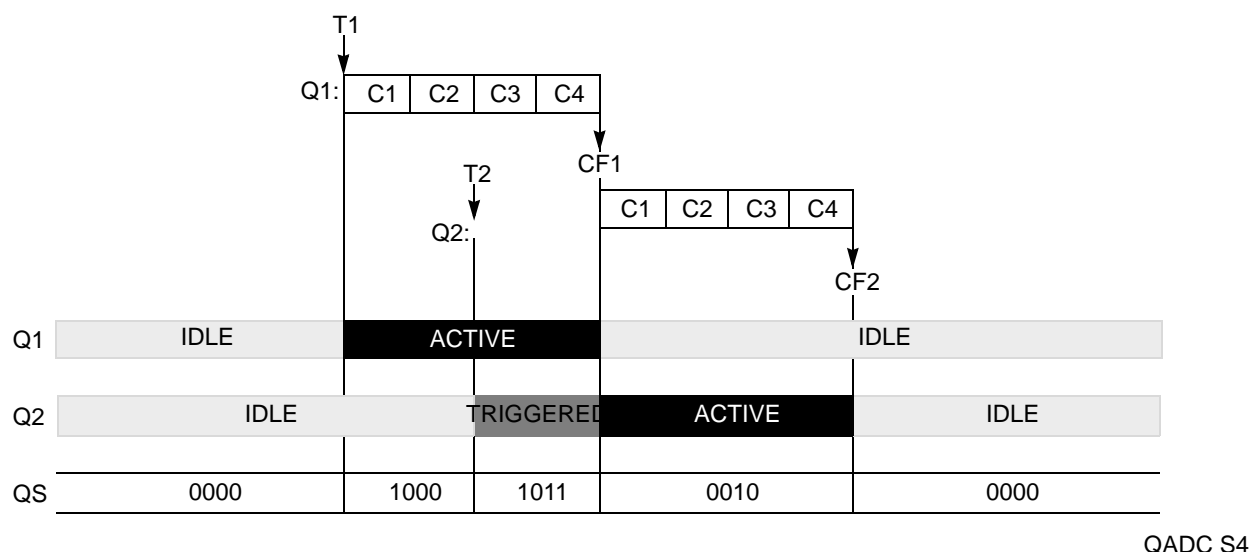 T1
Q1: C1 C2 C3 C4
CF1
T2
C1 C2 C3 C4
Q2:
CF2
Q1 IDLE ACTIVE IDLE
Q2 IDLE TRIGGERED ACTIVE IDLE
QS 0000 1000 1011 0010 0000
QADC S4